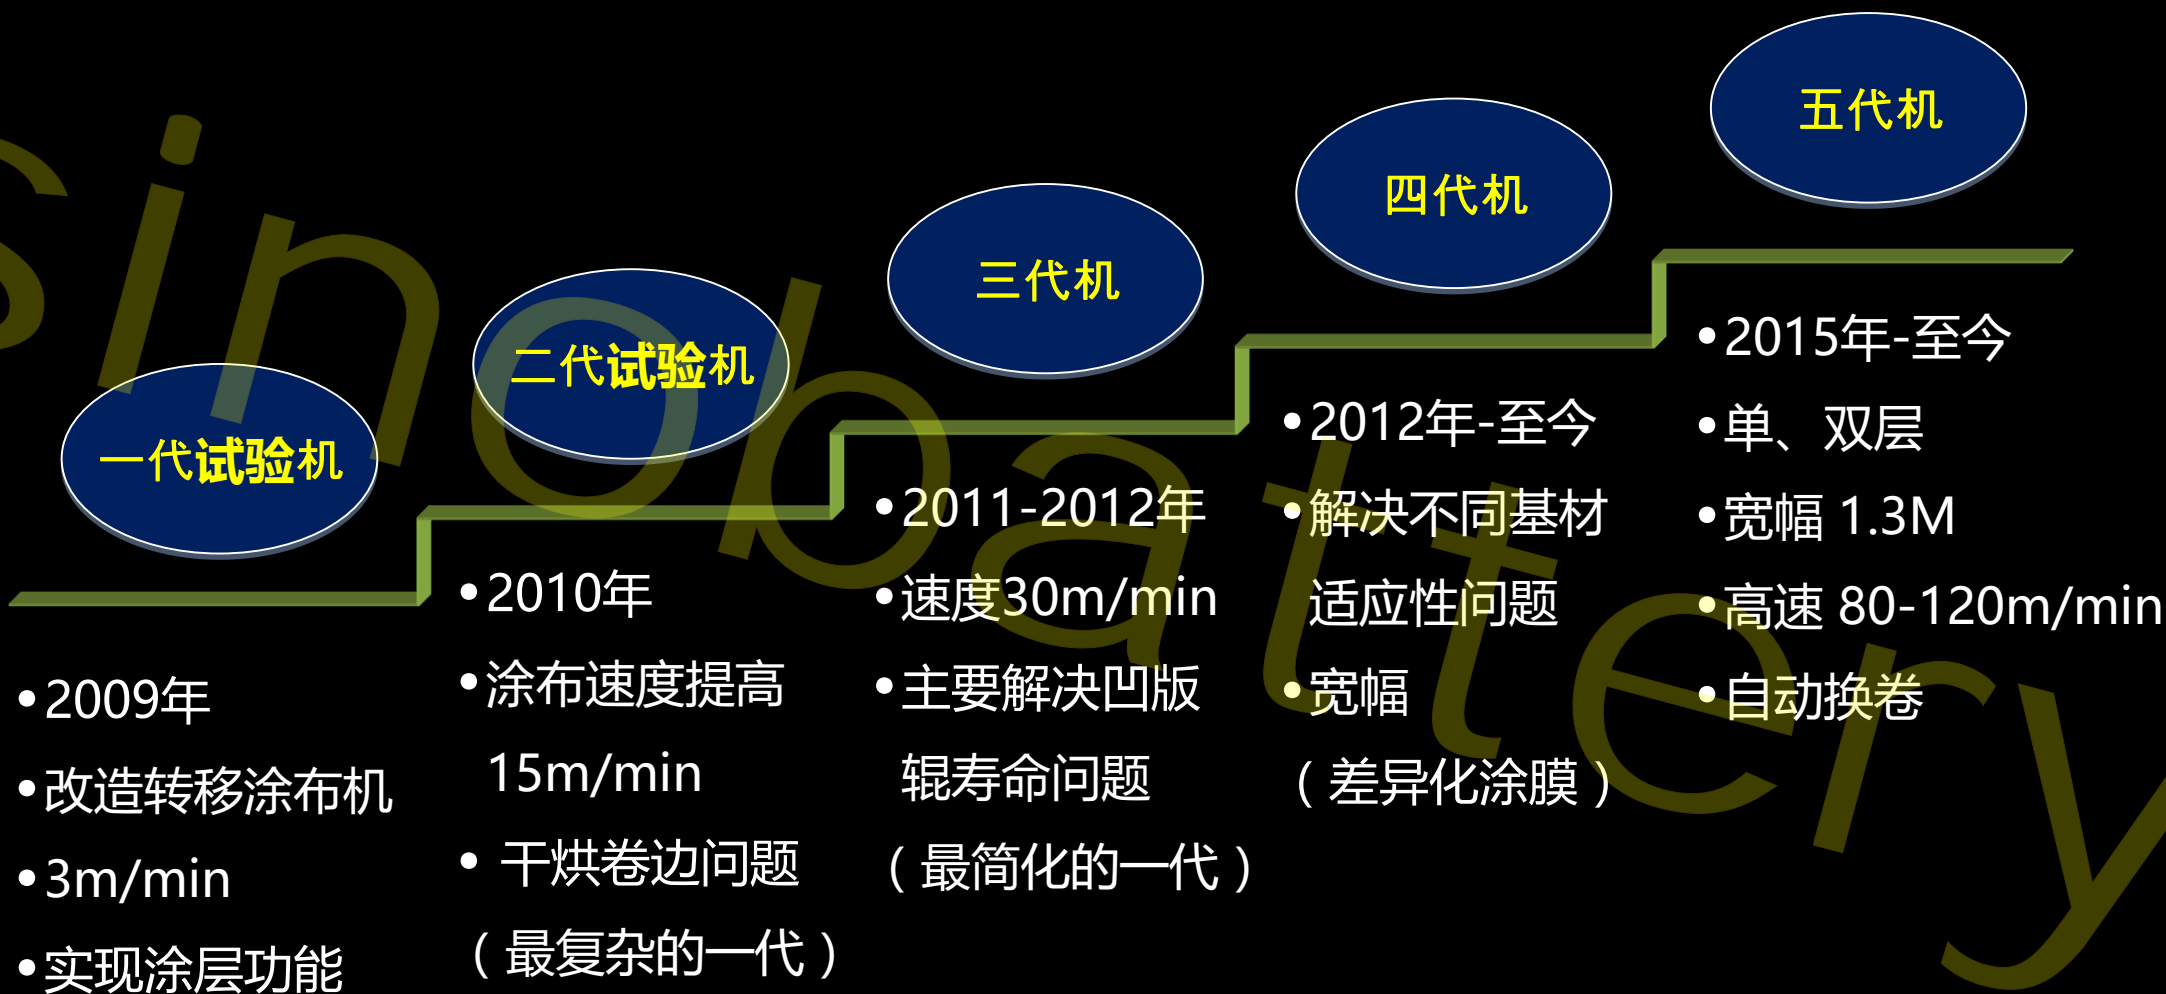 一代试验机
•2009年
•改造转移涂布机
•3m/min
•实现涂层功能
二代试验机
•2010年
•涂布速度提高
15m/min
• 干烘卷边问题
（最复杂的一代）
三代机
•2011-2012年
•速度30m/min
•主要解决凹版
辊寿命问题
（最简化的一代）
四代机
•2012年-至今
•解决不同基材
适应性问题
•宽幅
（差异化涂膜）
五代机
•2015年-至今
•单、双层
•宽幅 1.3M
•高速 80-120m/min
•自动换卷
sinobattery